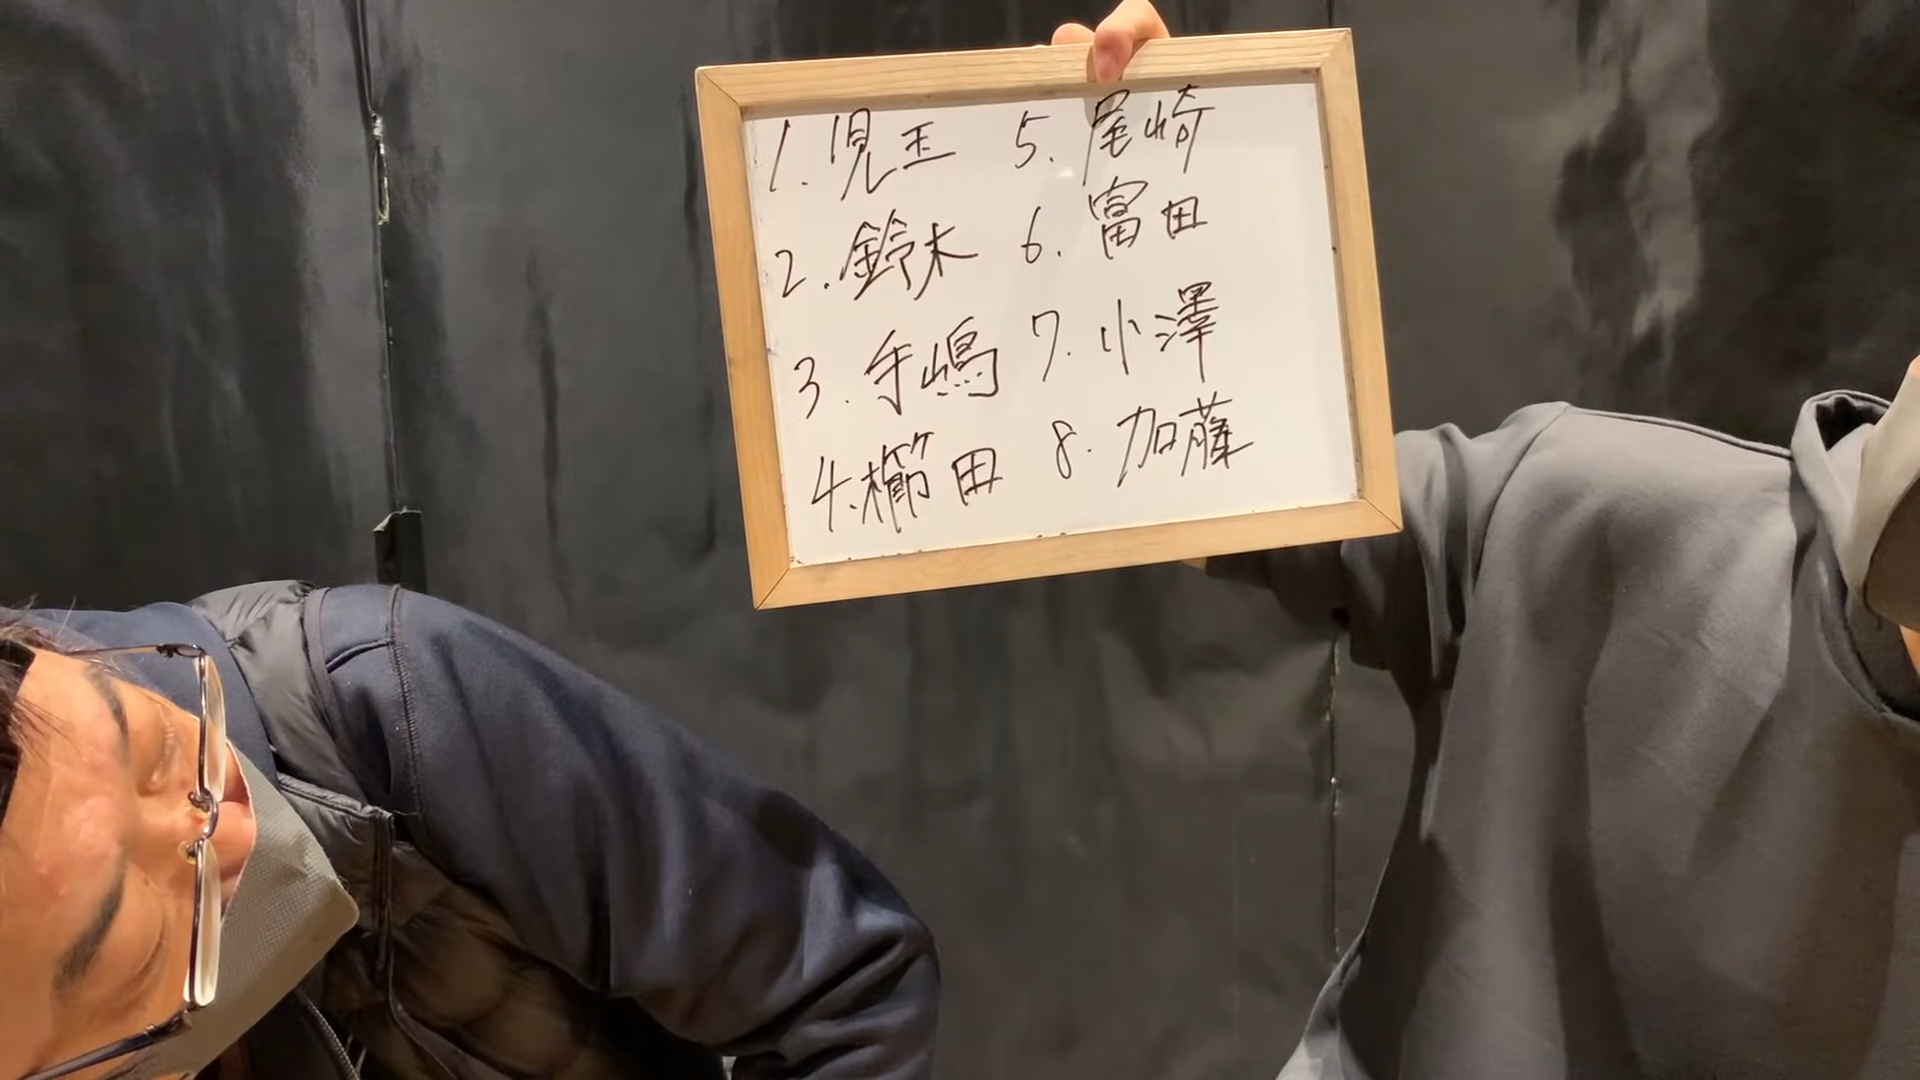 1. 児玉
2. 鈴木
3. 手嶋
4. 櫛田
5. 尾崎
6. 富田
7. 小澤
8. 加藤